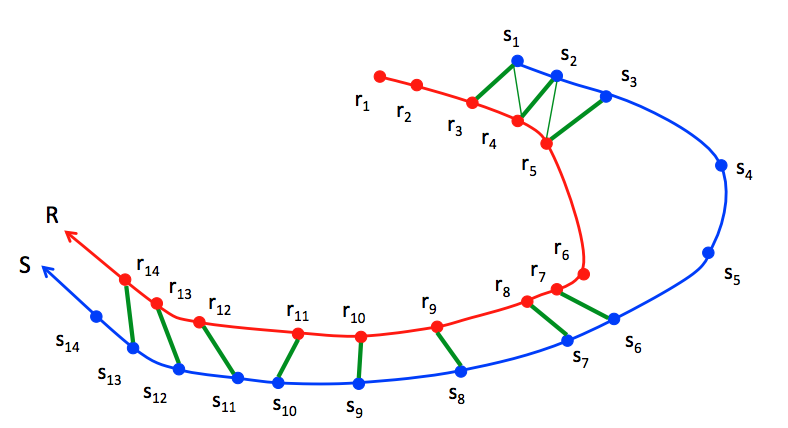 s₁
s₂
s₃
r₁
r₂
r₃
r₄
r₅
s₄
R
S
r₁₄
r₁₃
r₁₂
r₁₁
r₁₀
r₉
r₈
r₇
r₆
s₅
s₁₄
s₁₃
s₁₂
s₁₁
s₁₀
s₉
s₈
s₇
s₆